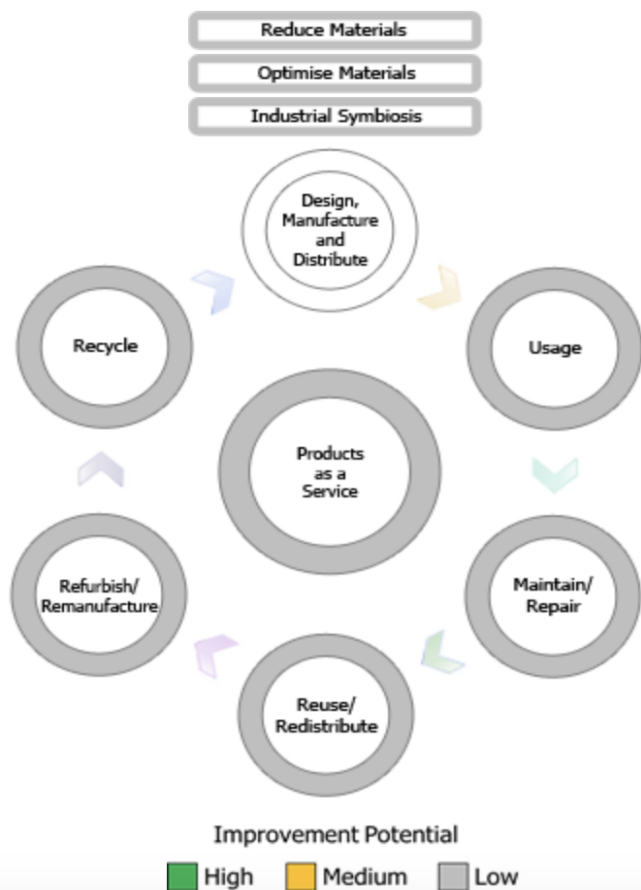 Reduce Materials
Optimise Materials
Industrial Symbiosis
Design,
Manufacture
and
Distribute
Recycle
Usage
Products
as a
Service
Refurbish/
Remanufacture
Maintain/
Repair
Reuse/
Redistribute
Improvement Potential
High Medium Low